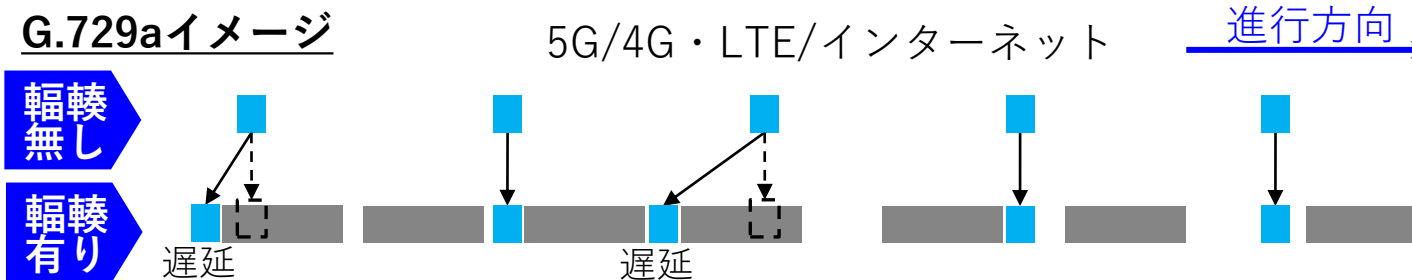 G.729aイメージ
5G/4G・LTE/インターネット
進行方向
輻輳
無し
輻輳
有り
遅延
遅延